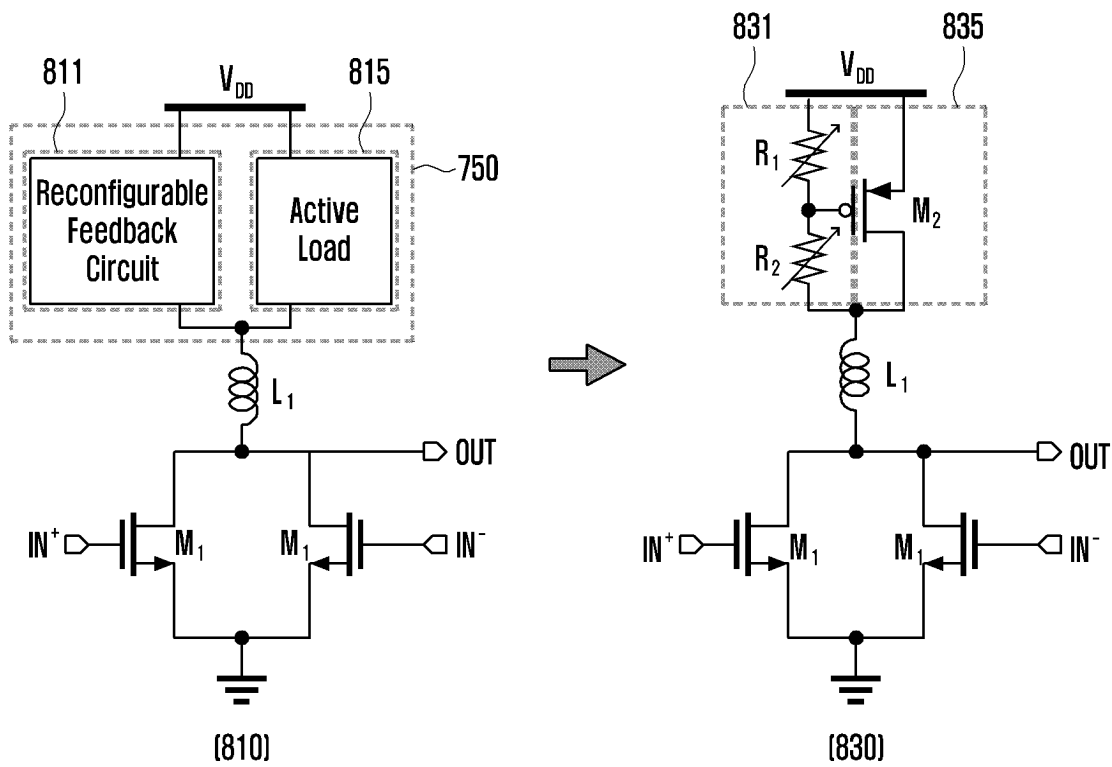 811
V_DD
815
Reconfigurable
Feedback
Circuit
Active
Load
750
L_1
OUT
IN^+
M_1
M_1
IN^-
(810)
831
V_DD
835
R_1
M_2
R_2
L_1
OUT
IN^+
M_1
M_1
IN^-
(830)